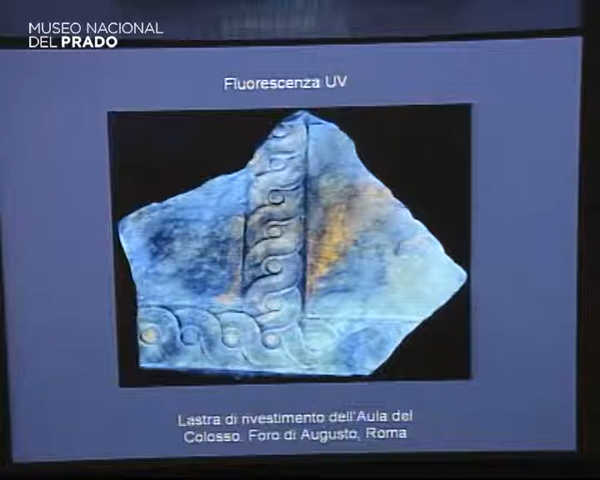 MUSEO NACIONAL
DEL PRADO
Fluorescenza UV
Lastra di rivestimento dell'Aula del
Colosso. Foro di Augusto, Roma